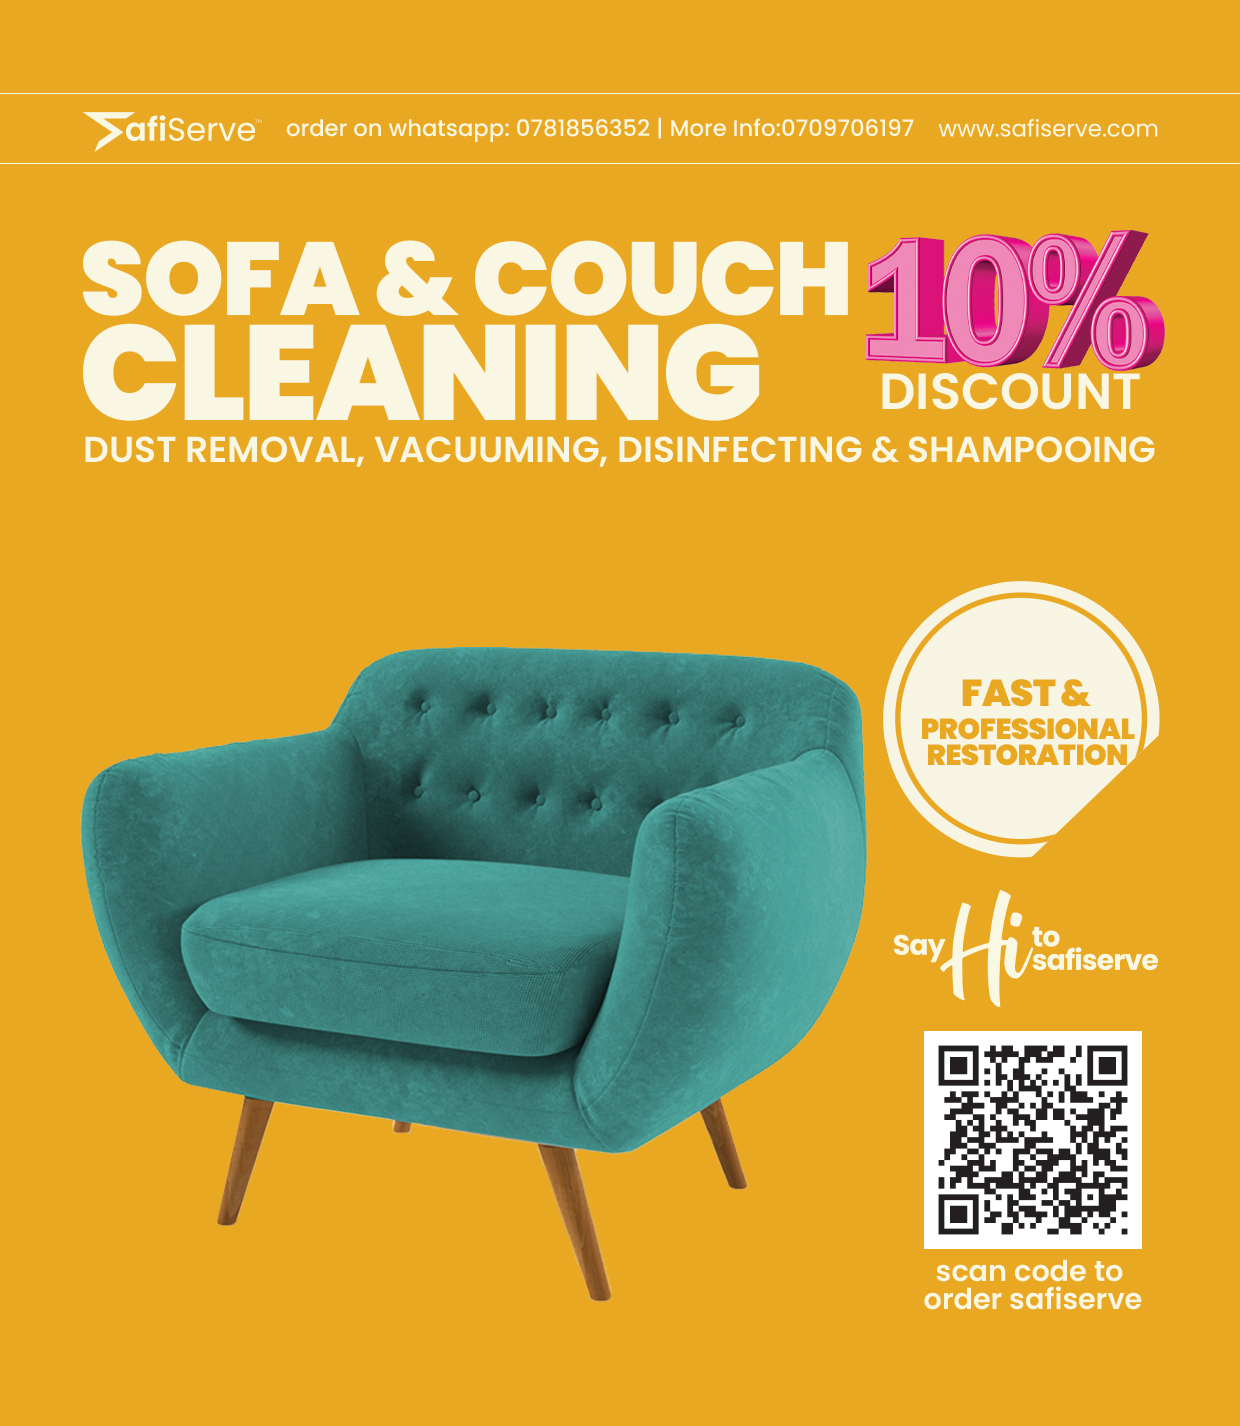 SafiServe™ order on whatsapp: 0781856352 | More Info:0709706197 www.safiserve.com
SOFA & COUCH
CLEANING
10%
DISCOUNT
DUST REMOVAL, VACUUMING, DISINFECTING & SHAMPOOING
FAST &
PROFESSIONAL
RESTORATION
Say Hi to
safiserve
scan code to
order safiserve